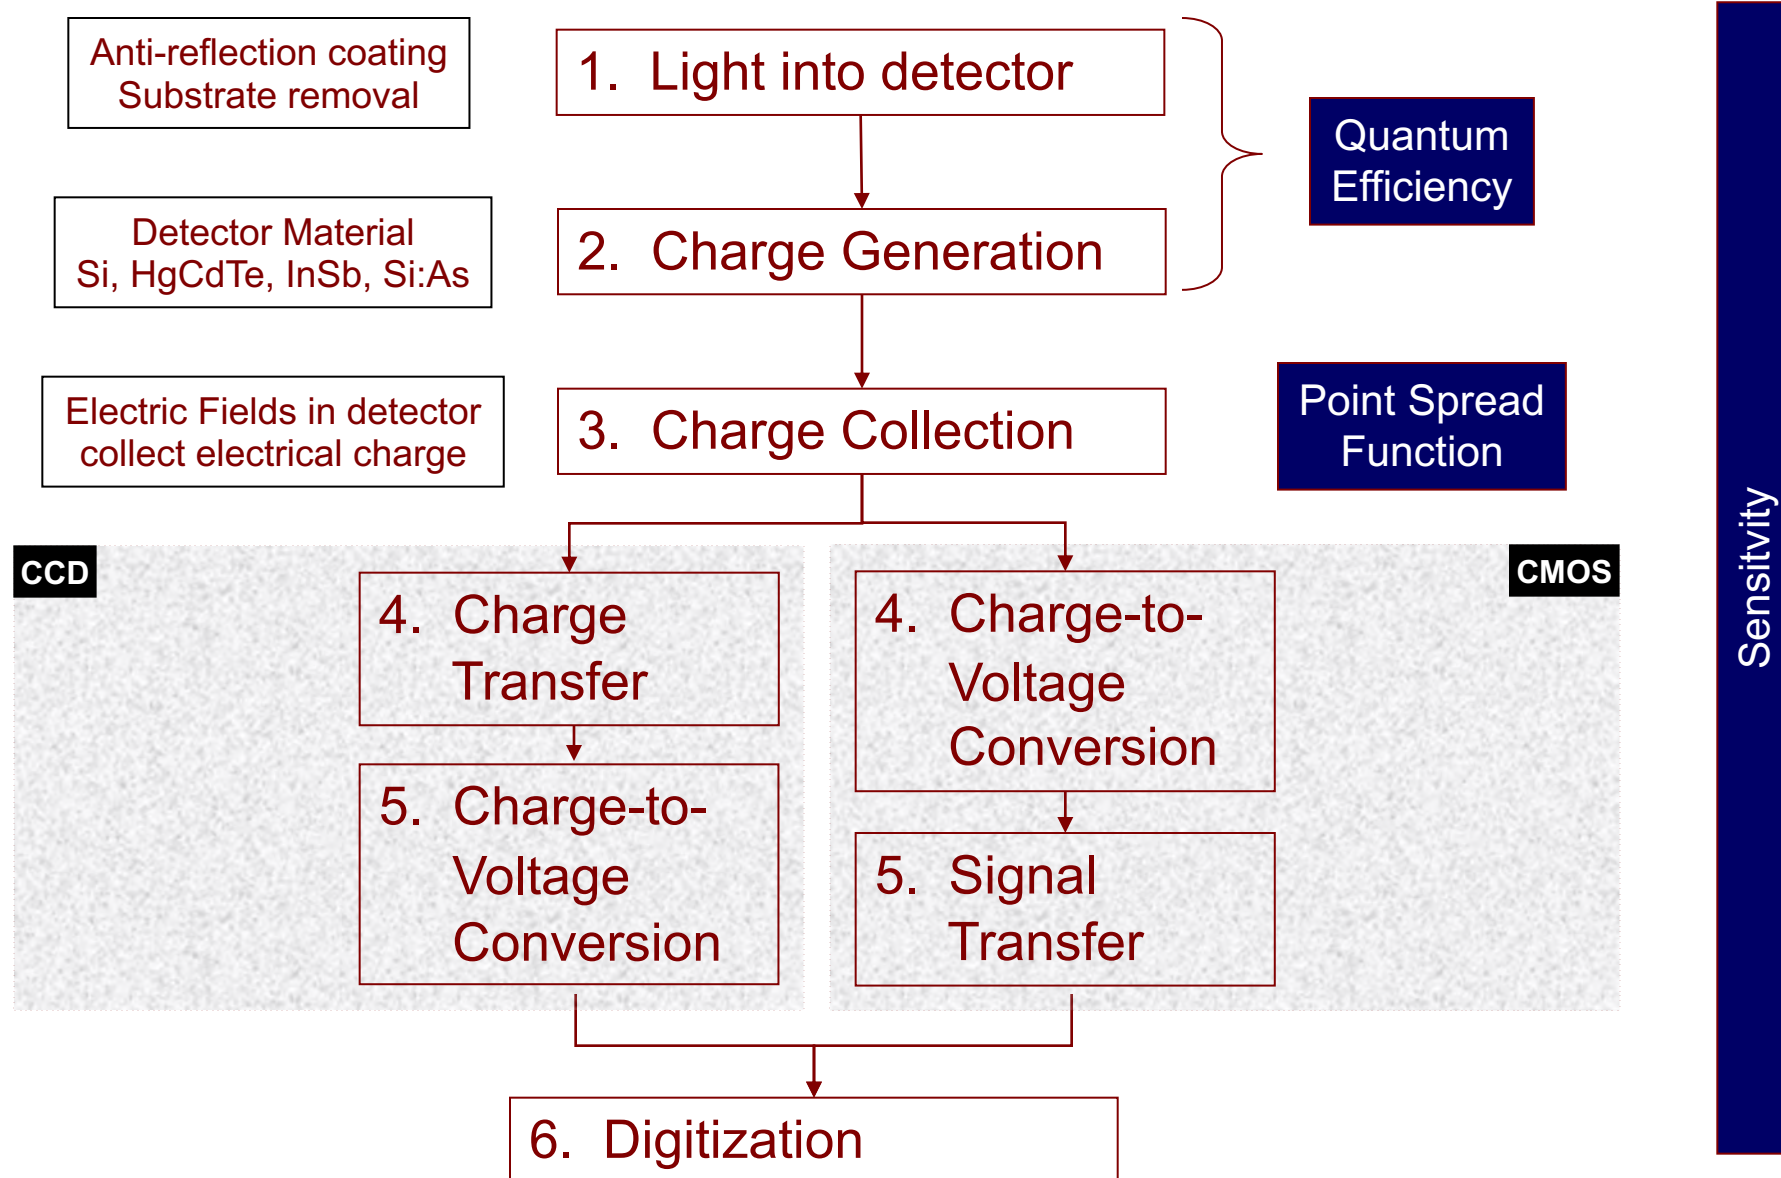 Anti-reflection coating
Substrate removal
1. Light into detector
Quantum
Efficiency
Detector Material
Si, HgCdTe, InSb, Si:As
2. Charge Generation
Electric Fields in detector
collect electrical charge
3. Charge Collection
Point Spread
Function
Sensitvity
CCD
4. Charge
Transfer
5. Charge-to-
Voltage
Conversion
CMOS
4. Charge-to-
Voltage
Conversion
5. Signal
Transfer
6. Digitization